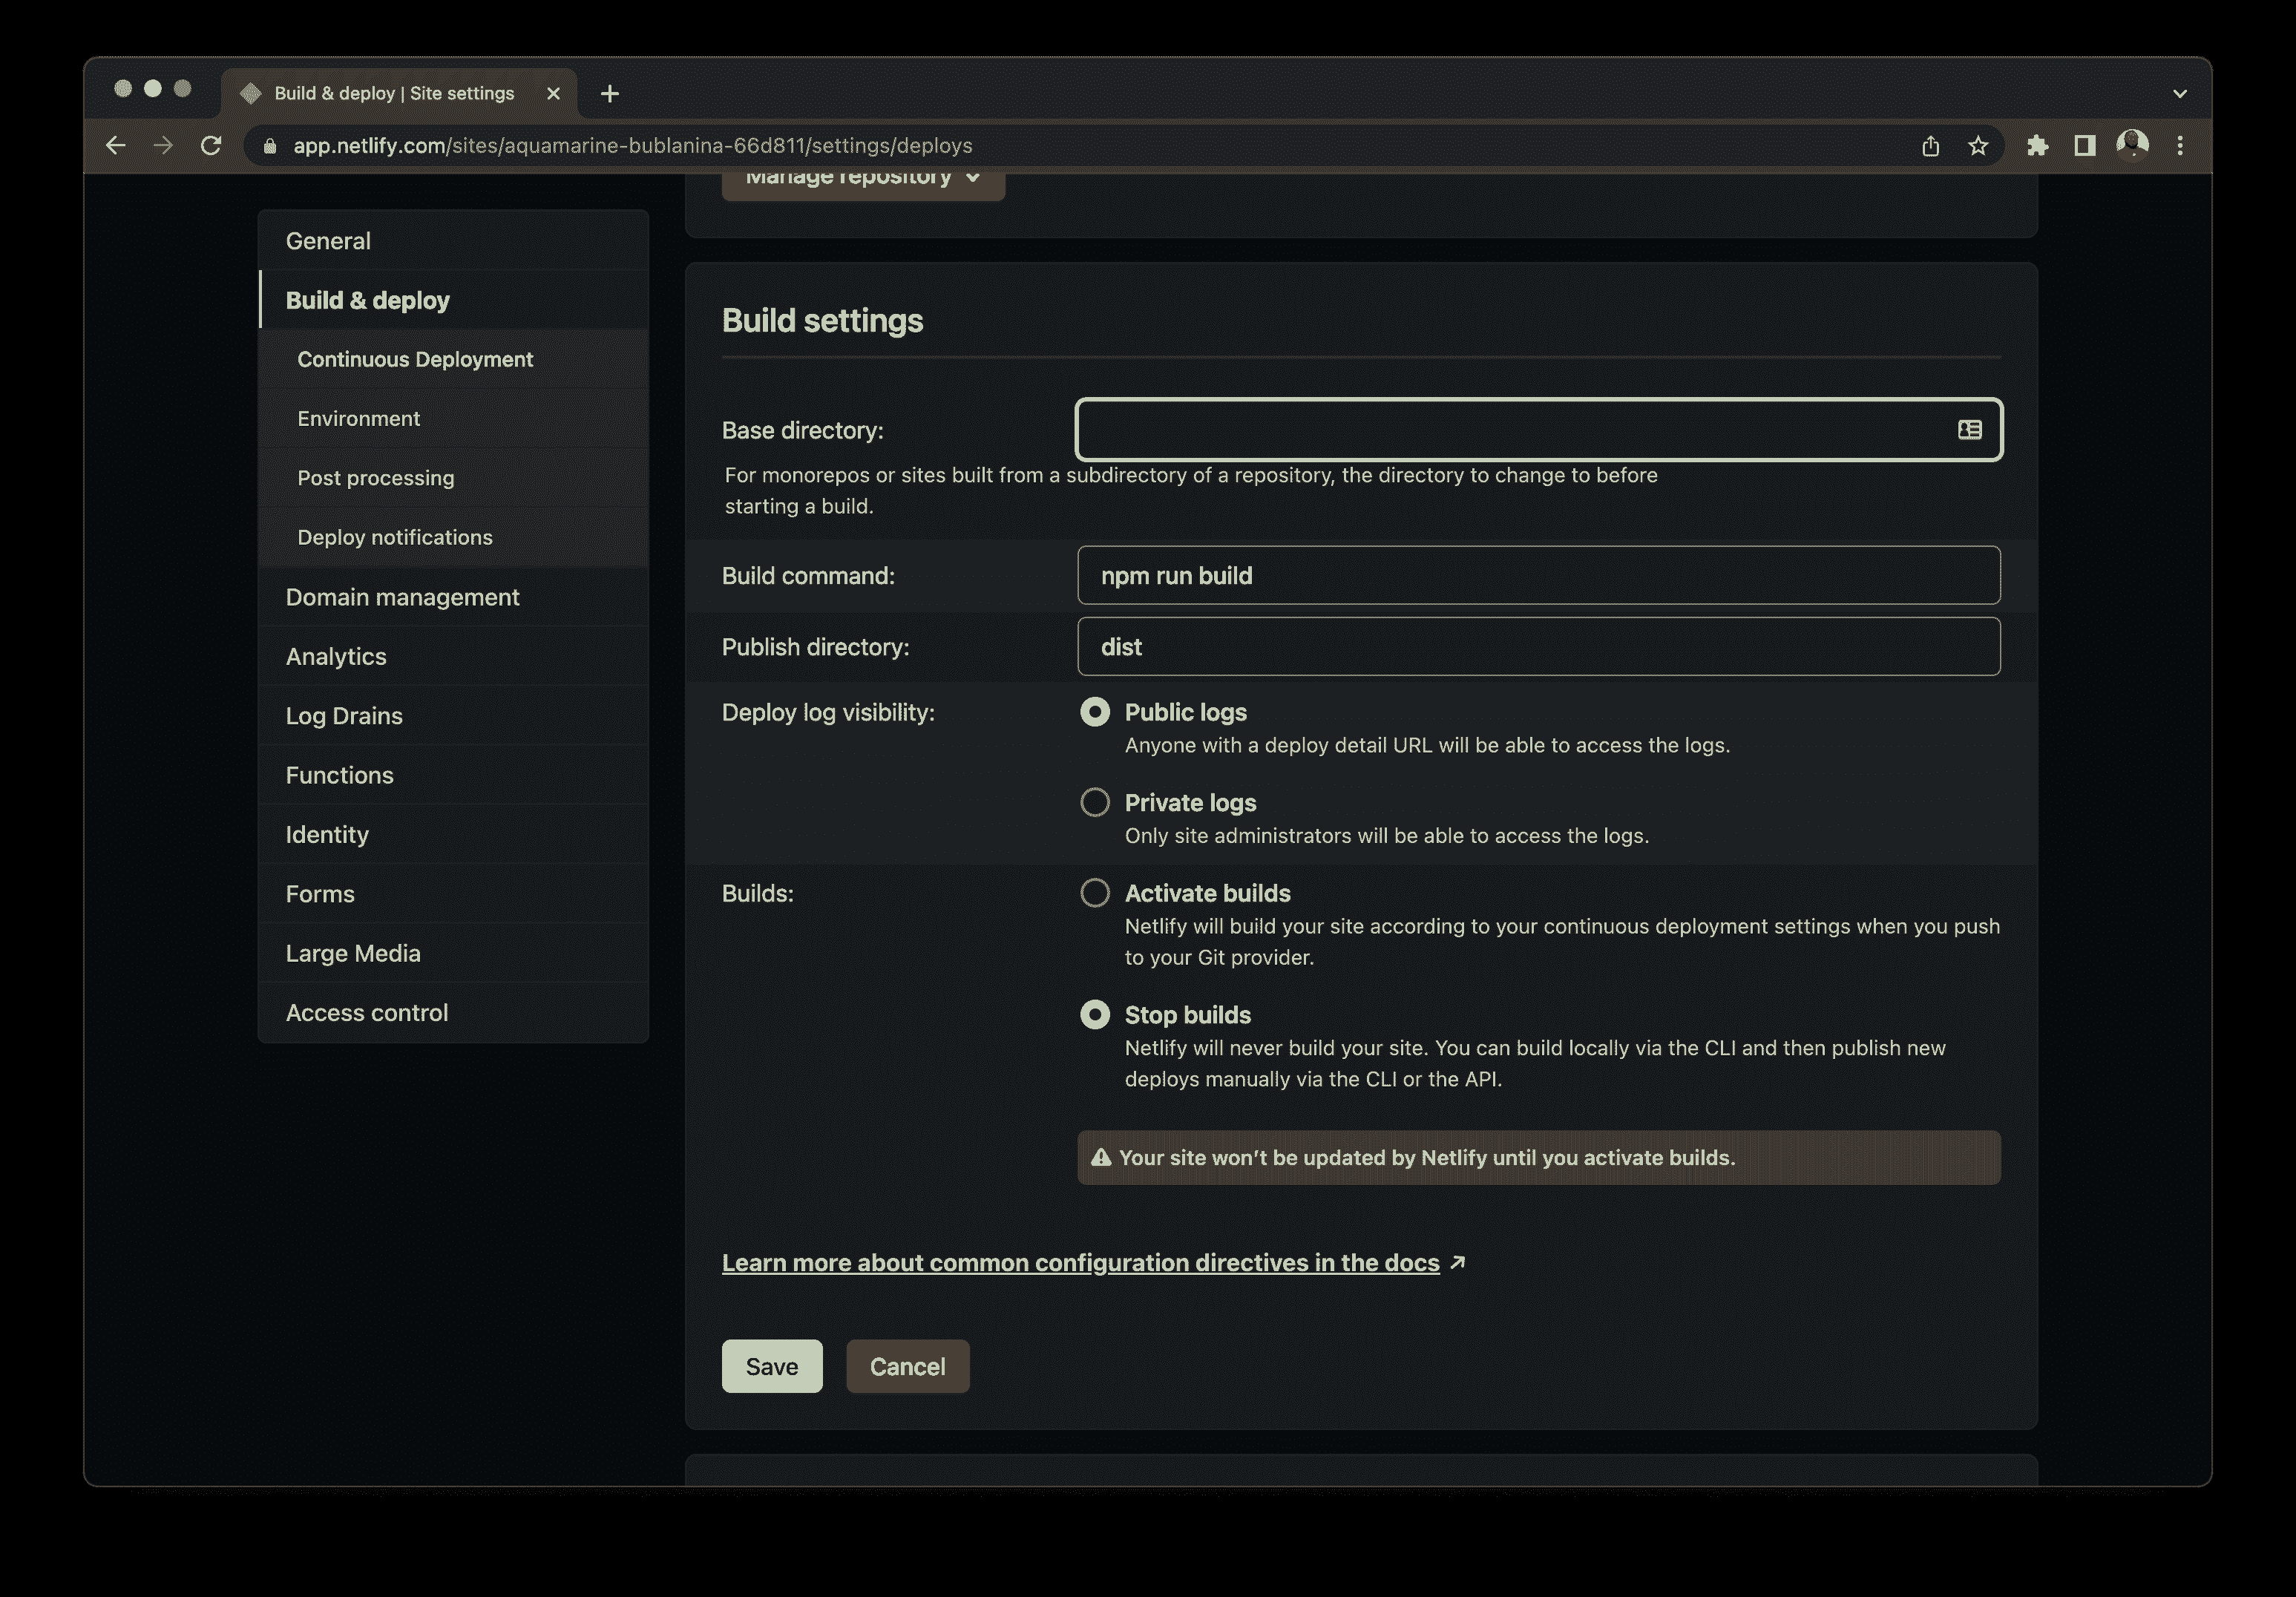 Build & deploy | Site settings
app.netlify.com/sites/aquamarine-bublanina-66d811/settings/deploys
Manage repository
General
Build & deploy
Continuous Deployment
Environment
Post processing
Deploy notifications
Domain management
Analytics
Log Drains
Functions
Identity
Forms
Large Media
Access control
Build settings
Base directory:
For monorepos or sites built from a subdirectory of a repository, the directory to change to before
starting a build.
Build command:
npm run build
Publish directory:
dist
Deploy log visibility:
Public logs
Anyone with a deploy detail URL will be able to access the logs.
Private logs
Only site administrators will be able to access the logs.
Builds:
Activate builds
Netlify will build your site according to your continuous deployment settings when you push
to your Git provider.
Stop builds
Netlify will never build your site. You can build locally via the CLI and then publish new
deploys manually via the CLI or the API.
Your site won’t be updated by Netlify until you activate builds.
Learn more about common configuration directives in the docs
Save
Cancel